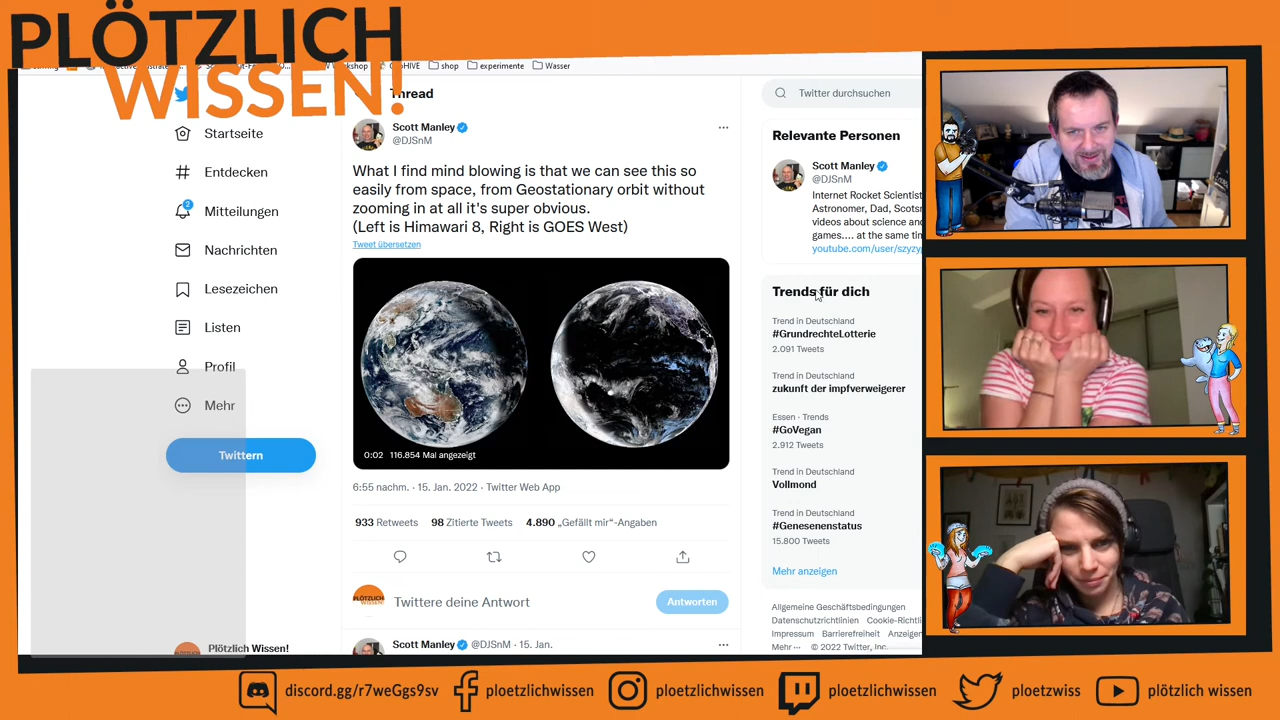 PLÖTZLICH
WISSEN!
shop
experimente
Wasser
Thread
Twitter durchsuchen
Startseite
Entdecken
2
Mitteilungen
Nachrichten
Lesezeichen
Listen
Profil
Mehr
Twittern
Plötzlich Wissen!
Scott Manley
@DJSnM
What I find mind blowing is that we can see this so
easily from space, from Geostationary orbit without
zooming in at all it's super obvious.
(Left is Himawari 8, Right is GOES West)
Tweet übersetzen
0:02 116.854 Mal angezeigt
6:55 nachm. · 15. Jan. 2022 · Twitter Web App
933 Retweets 98 Zitierte Tweets 4.890 „Gefällt mir“-Angaben
PLÖTZLICH
WISSEN!
Twittere deine Antwort
Antworten
Scott Manley @DJSnM · 15. Jan.
Relevante Personen
Scott Manley
@DJSnM
Internet Rocket Scientist
Astronomer, Dad, Scots
videos about science and
games.... at the same tim
youtube.com/user/szyzy
Trends für dich
Trend in Deutschland
#GrundrechteLotterie
2.091 Tweets
Trend in Deutschland
zukunft der impfverweigerer
Essen · Trends
#GoVegan
2.912 Tweets
Trend in Deutschland
Vollmond
Trend in Deutschland
#Genesenenstatus
15.800 Tweets
Mehr anzeigen
Allgemeine Geschäftsbedingungen
Datenschutzrichtlinien Cookie-Richtli
Impressum Barrierefreiheit Anzeigen
Mehr ··· © 2022 Twitter, Inc.
discord.gg/r7weGgs9sv
ploetzlichwissen
ploetzlichwissen
ploetzlichwissen
ploetzwiss
plötzlich wissen